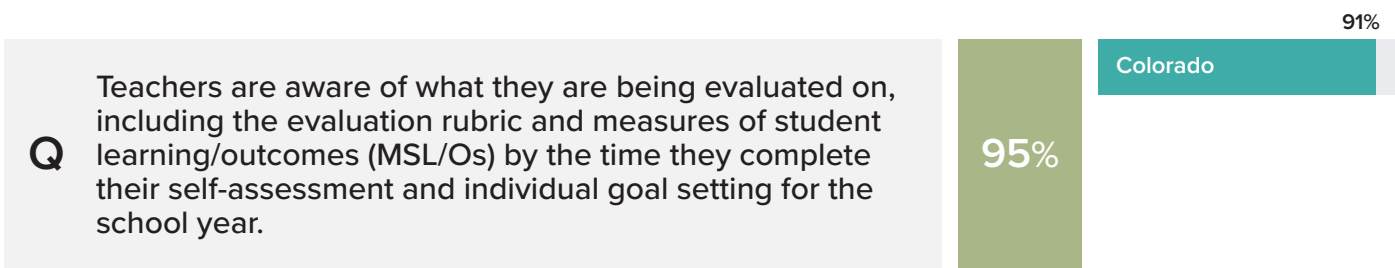 91%
Colorado
Q
Teachers are aware of what they are being evaluated on,
including the evaluation rubric and measures of student
learning/outcomes (MSL/Os) by the time they complete
their self-assessment and individual goal setting for the
school year.
95%